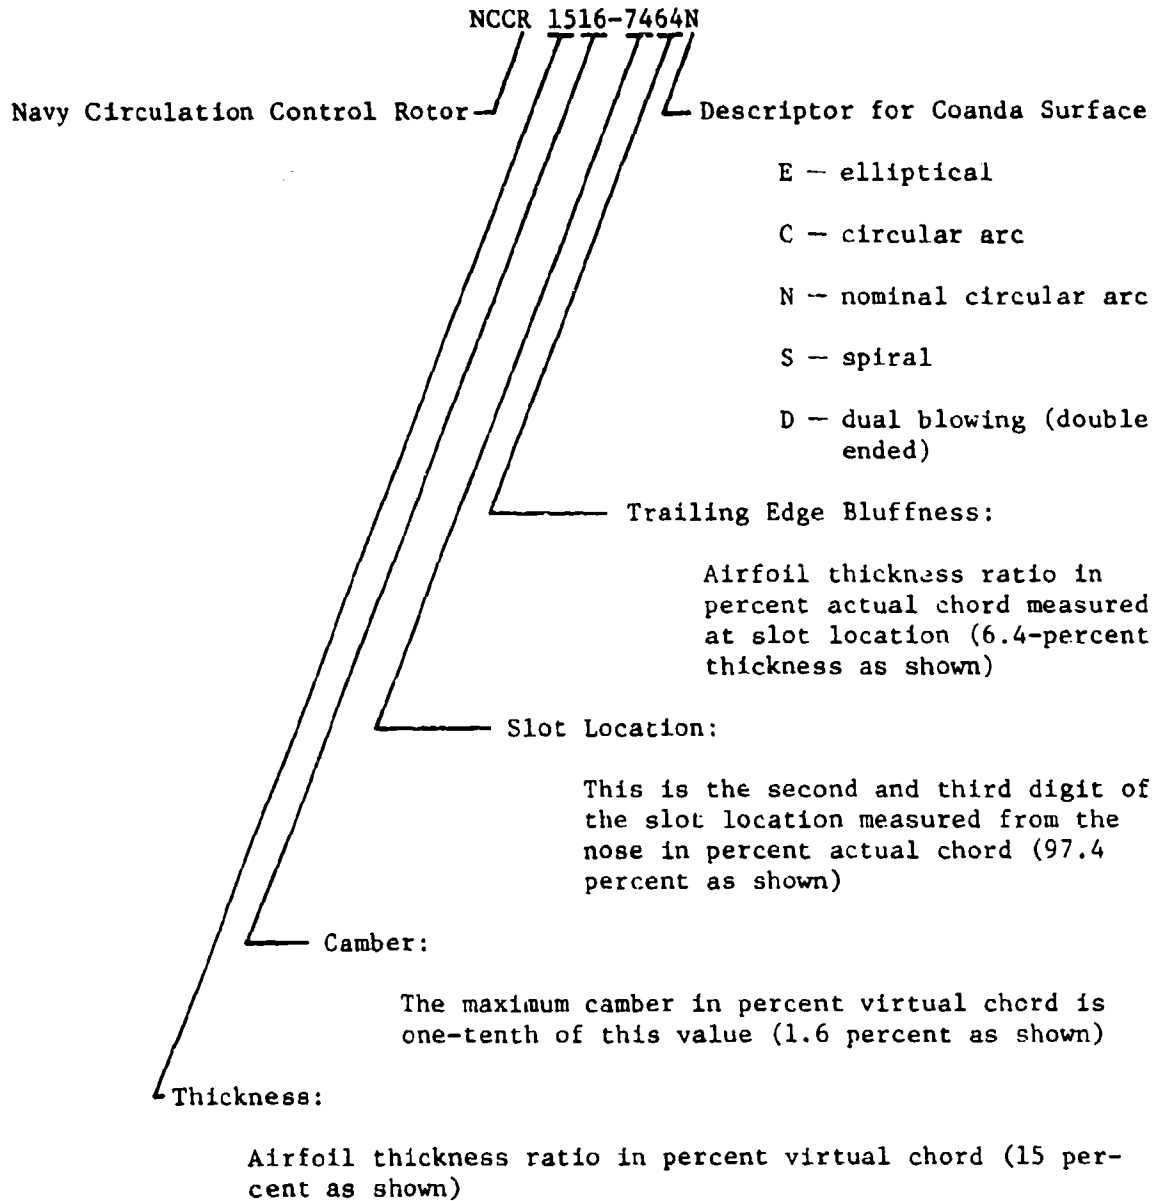 NCCR 1516-7464N
Navy Circulation Control Rotor
Descriptor for Coanda Surface
E — elliptical
C — circular arc
N — nominal circular arc
S — spiral
D — dual blowing (double
ended)
Trailing Edge Bluffness:
Airfoil thickness ratio in
percent actual chord measured
at slot location (6.4-percent
thickness as shown)
Slot Location:
This is the second and third digit of
the slot location measured from the
nose in percent actual chord (97.4
percent as shown)
Camber:
The maximum camber in percent virtual chord is
one-tenth of this value (1.6 percent as shown)
Thickness:
Airfoil thickness ratio in percent virtual chord (15 per-
cent as shown)